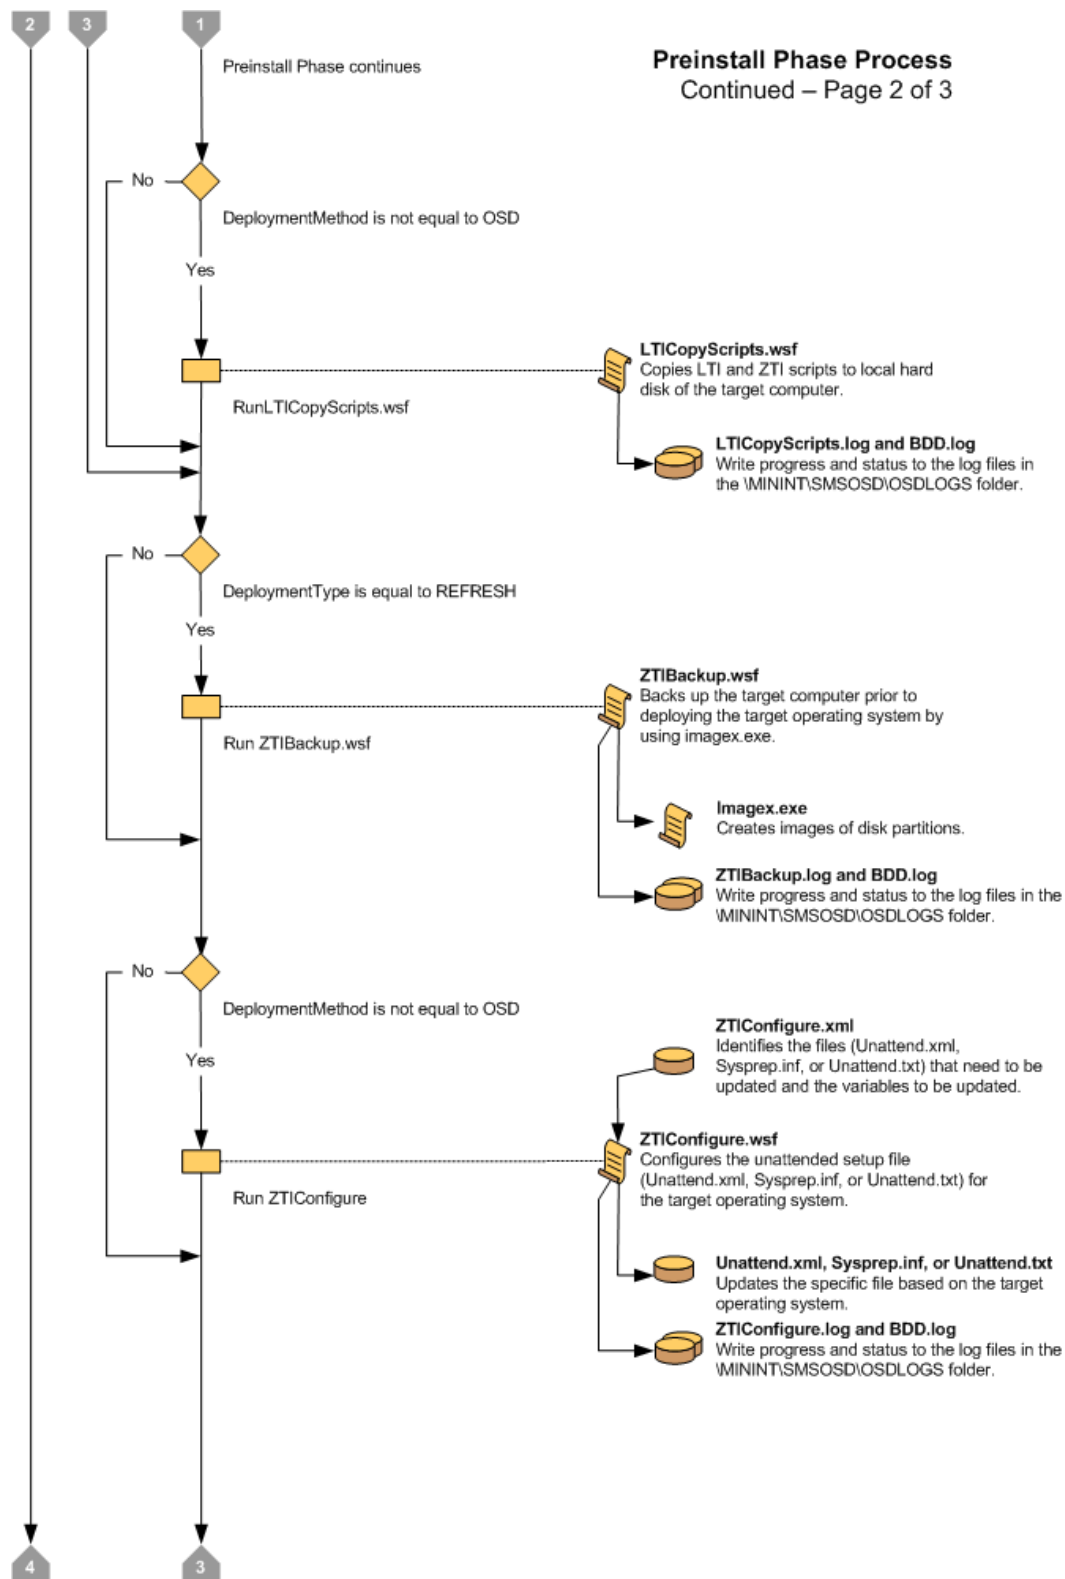 2
3
1
Preinstall Phase continues
Preinstall Phase Process
Continued – Page 2 of 3
No
DeploymentMethod is not equal to OSD
Yes
LTICopyScripts.wsf
Copies LTI and ZTI scripts to local hard
disk of the target computer.
RunLTICopyScripts.wsf
LTICopyScripts.log and BDD.log
Write progress and status to the log files in
the \MININT\SMSOSD\OSDLOGS folder.
No
DeploymentType is equal to REFRESH
Yes
ZTIBackup.wsf
Backs up the target computer prior to
deploying the target operating system by
using imagex.exe.
Run ZTIBackup.wsf
Imagex.exe
Creates images of disk partitions.
ZTIBackup.log and BDD.log
Write progress and status to the log files in the
\MININT\SMSOSD\OSDLOGS folder.
No
DeploymentMethod is not equal to OSD
Yes
ZTIConfigure.xml
Identifies the files (Unattend.xml,
Sysprep.inf, or Unattend.txt) that need to be
updated and the variables to be updated.
ZTIConfigure.wsf
Configures the unattended setup file
(Unattend.xml, Sysprep.inf, or Unattend.txt) for
the target operating system.
Run ZTIConfigure
Unattend.xml, Sysprep.inf, or Unattend.txt
Updates the specific file based on the target
operating system.
ZTIConfigure.log and BDD.log
Write progress and status to the log files in the
\MININT\SMSOSD\OSDLOGS folder.
4
3